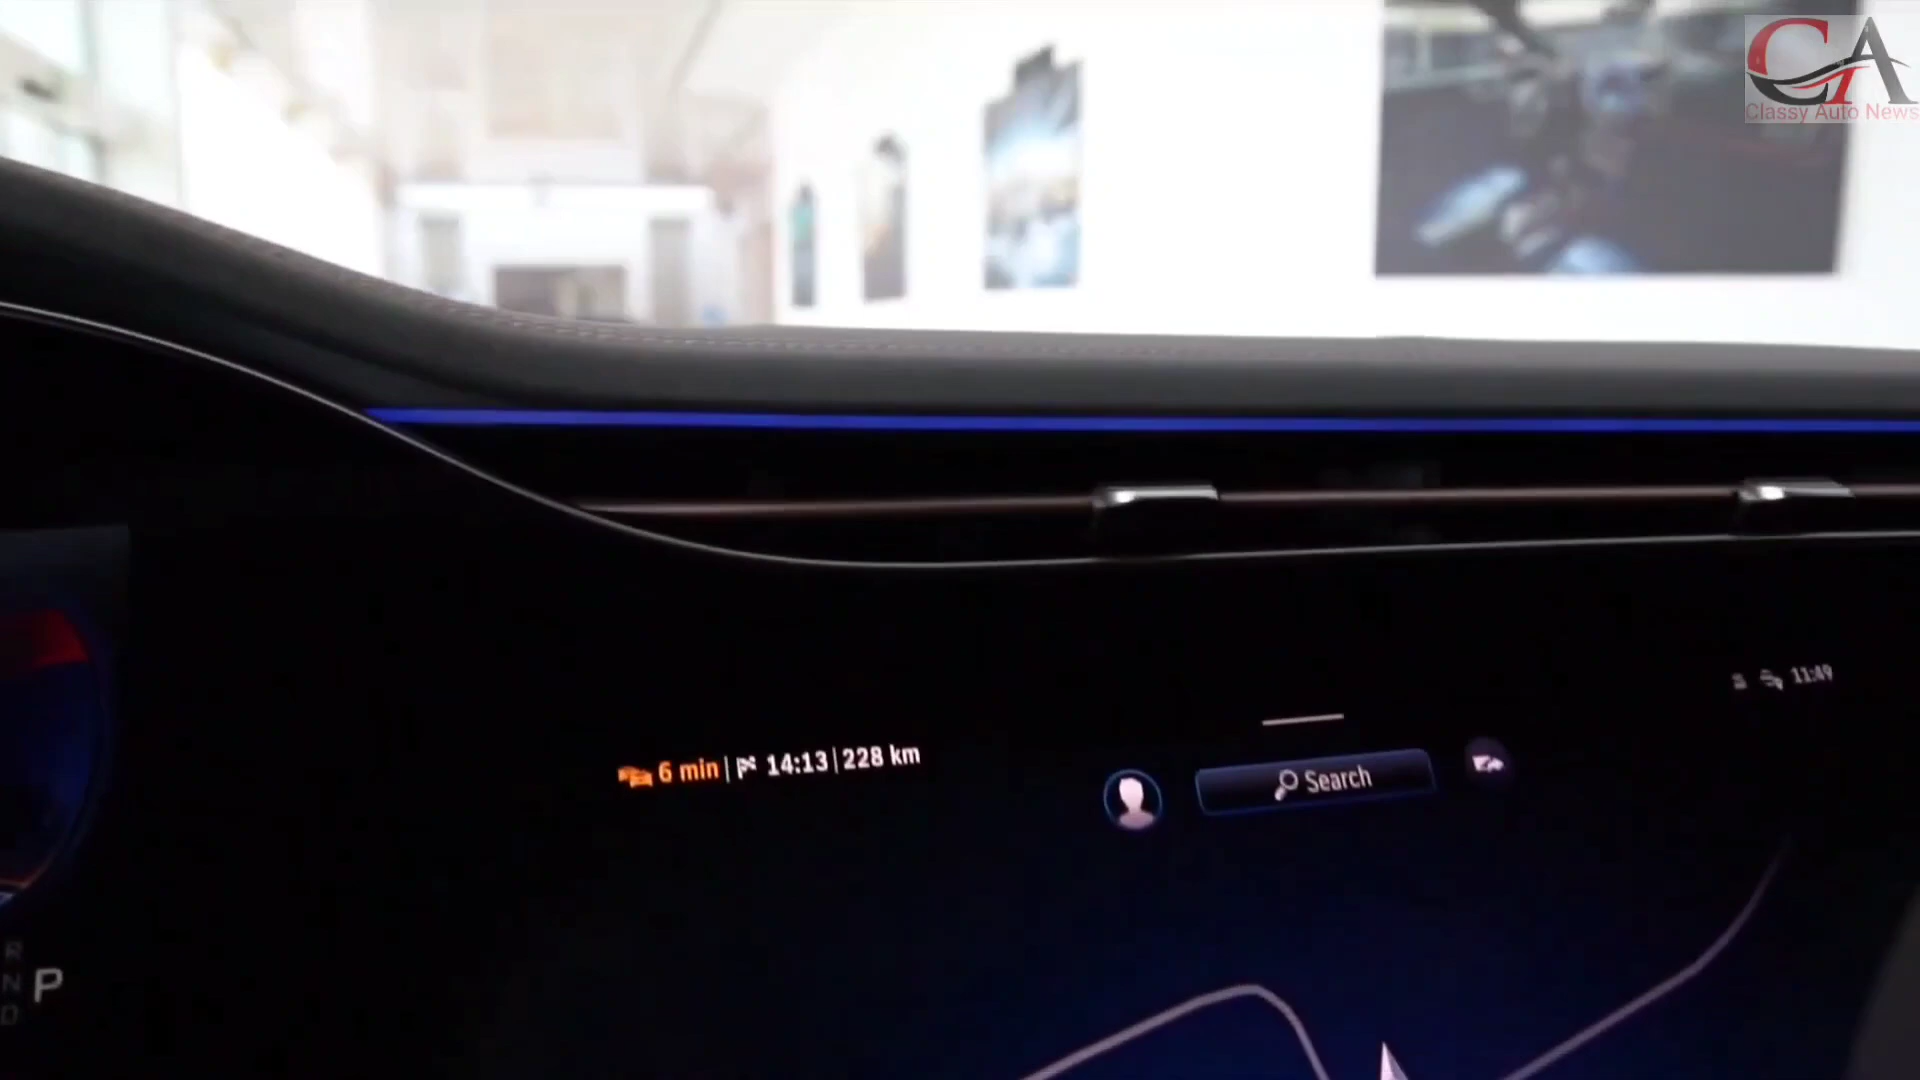 CA
Classy Auto News
11:49
6 min | 14:13 | 228 km
Search
R
N P
D